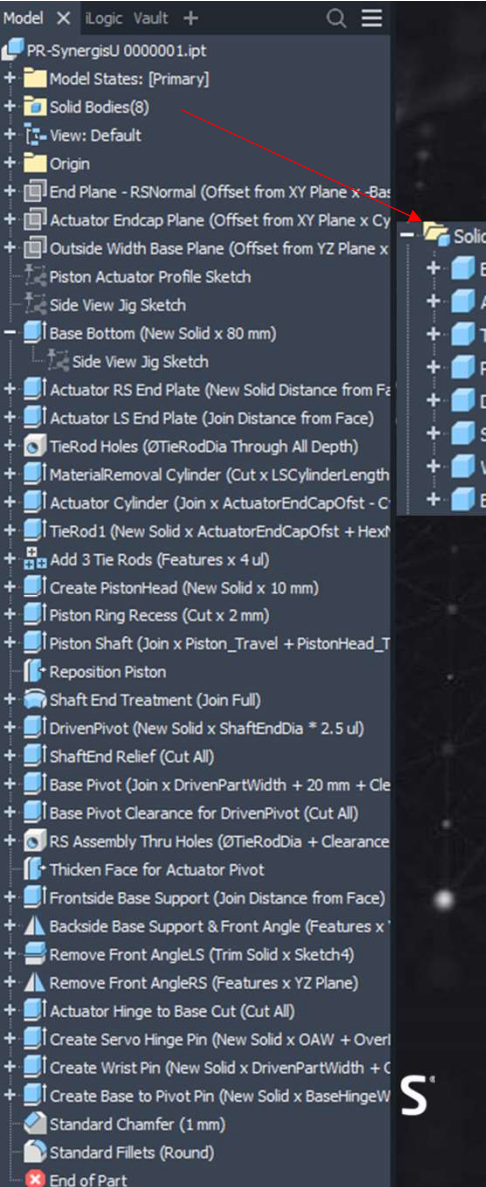 Model
iLogic Vault
PR-SynergisU 0000001.ipt
Model States: [Primary]
Solid Bodies(8)
View: Default
Origin
End Plane - RSNormal (Offset from XY Plane x -Bas
Actuator Endcap Plane (Offset from XY Plane x Cy
Outside Width Base Plane (Offset from YZ Plane x
Piston Actuator Profile Sketch
Side View Jig Sketch
Base Bottom (New Solid x 80 mm)
Side View Jig Sketch
Actuator RS End Plate (New Solid Distance from Fa
Actuator LS End Plate (Join Distance from Face)
TieRod Holes (ØTieRodDia Through All Depth)
MaterialRemoval Cylinder (Cut x LSCylinderLength
Actuator Cylinder (Join x ActuatorEndCapOfst - C
TieRod1 (New Solid x ActuatorEndCapOfst + Hex
Add 3 Tie Rods (Features x 4 ul)
Create PistonHead (New Solid x 10 mm)
Piston Ring Recess (Cut x 2 mm)
Piston Shaft (Join x Piston_Travel + PistonHead_T
Reposition Piston
Shaft End Treatment (Join Full)
DrivenPivot (New Solid x ShaftEndDia * 2.5 ul)
ShaftEnd Relief (Cut All)
Base Pivot (Join x DrivenPartWidth + 20 mm + Cle
Base Pivot Clearance for DrivenPivot (Cut All)
RS Assembly Thru Holes (ØTieRodDia + Clearance
Thicken Face for Actuator Pivot
Frontside Base Support (Join Distance from Face)
Backside Base Support & Front Angle (Features x
Remove Front AngleLS (Trim Solid x Sketch4)
Remove Front AngleRS (Features x YZ Plane)
Actuator Hinge to Base Cut (Cut All)
Create Servo Hinge Pin (New Solid x OAW + Over
Create Wrist Pin (New Solid x DrivenPartWidth + C
Create Base to Pivot Pin (New Solid x BaseHingeW
Standard Chamfer (1 mm)
Standard Fillets (Round)
End of Part
Solid
E
A
T
P
D
S
W
B
S